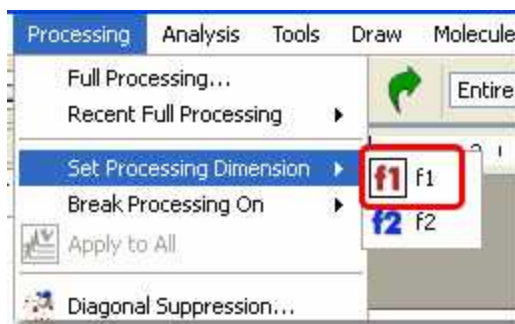 Processing Analysis Tools Draw Molecule
Full Processing...
Entire
Recent Full Processing
Set Processing Dimension
f1 f1
Break Processing On
f2 f2
Apply to All
Diagonal Suppression...